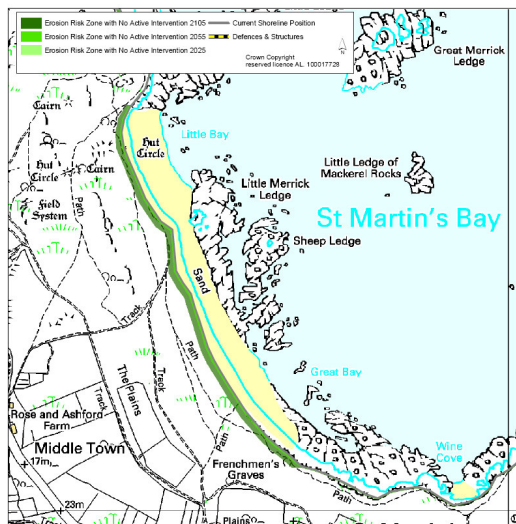 Erosion Risk Zone with No Active Intervention 2105
Current Shoreline Position
Erosion Risk Zone with No Active Intervention 2055
Defences & Structures
Erosion Risk Zone with No Active Intervention 2025
Crown Copyright
reserved licence AL. 100017728
N
Great Merrick
Ledge
Cairn
Little Bay
Hut
Circle
Hut
Circle
Cairn
Little Ledge of
Mackerel Rocks
Little Merrick
Ledge
Path
Field
System
St Martin's Bay
Sheep Ledge
Sand
Track
Path
Great Bay
The Plains
Track
Track
Rose and Ashford
Farm
Path
Middle Town
Wine
Cove
17m
Frenchmen's
Graves
Path
23m
Plains